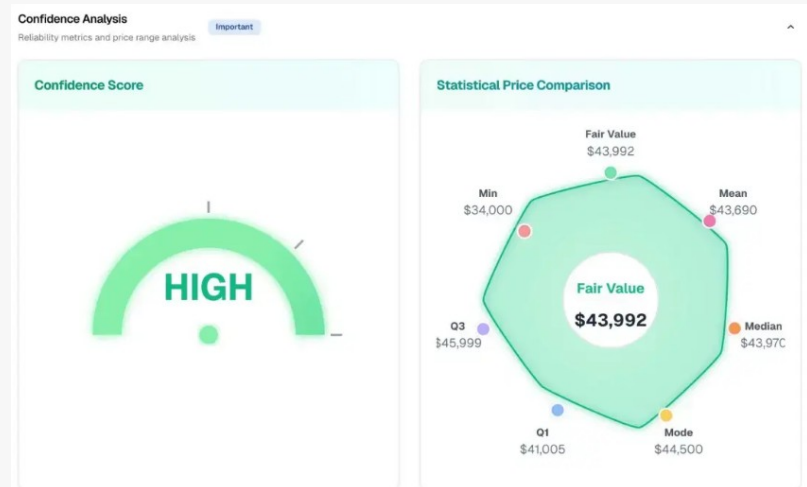 Confidence Analysis
Important
Reliability metrics and price range analysis
Confidence Score
HIGH
Statistical Price Comparison
Fair Value
$43,992
Mean
$43,690
Median
$43,970
Mode
$44,500
Q1
$41,005
Q3
$45,999
Min
$34,000
Fair Value
$43,992